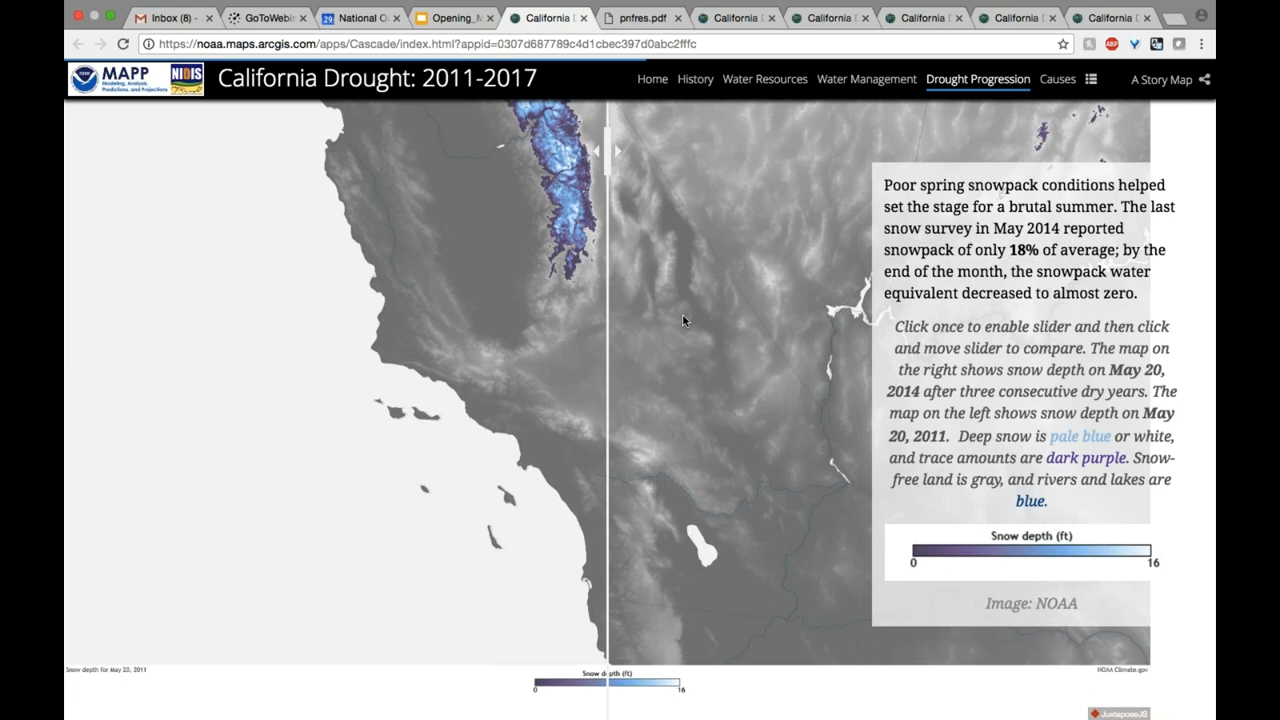 Inbox (8) -
GoToWebi
National O
Opening_
California D
pnfres.pdf
California
California
California
California
California
https://noaa.maps.arcgis.com/apps/Cascade/index.html?appid=0307d687789c4d1cbec397d0abc2fffc
MAPP
Modeling, Analysis,
Predictions, and Projections
NIDIS
California Drought: 2011-2017
Home History Water Resources Water Management Drought Progression Causes A Story Map
Poor spring snowpack conditions helped
set the stage for a brutal summer. The last
snow survey in May 2014 reported
snowpack of only 18% of average; by the
end of the month, the snowpack water
equivalent decreased to almost zero.
Click once to enable slider and then click
and move slider to compare. The map on
the right shows snow depth on May 20,
2014 after three consecutive dry years. The
map on the left shows snow depth on May
20, 2011. Deep snow is pale blue or white,
and trace amounts are dark purple. Snow-
free land is gray, and rivers and lakes are
blue.
Snow depth (ft)
0 16
Image: NOAA
Snow depth for May 20, 2011
NOAA Climate.gov
Snow depth (ft)
0 16
JuxtaposeJS